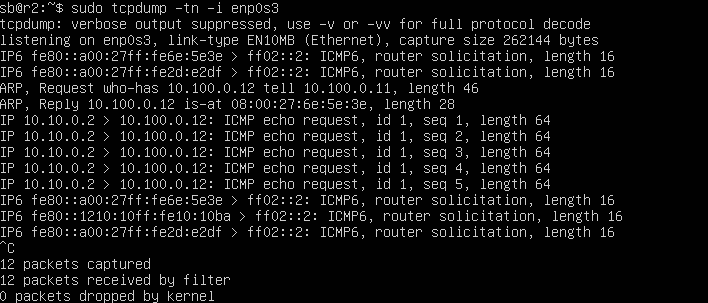 sb@r2:~$ sudo tcpdump -tn -i enp0s3
tcpdump: verbose output suppressed, use -v or -vv for full protocol decode
listening on enp0s3, link-type EN10MB (Ethernet), capture size 262144 bytes
IP6 fe80::a00:27ff:fe6e:5e3e > ff02::2: ICMP6, router solicitation, length 16
IP6 fe80::a00:27ff:fe2d:e2df > ff02::2: ICMP6, router solicitation, length 16
ARP, Request who-has 10.100.0.12 tell 10.100.0.11, length 46
ARP, Reply 10.100.0.12 is-at 08:00:27:6e:5e:3e, length 28
IP 10.10.0.2 > 10.100.0.12: ICMP echo request, id 1, seq 1, length 64
IP 10.10.0.2 > 10.100.0.12: ICMP echo request, id 1, seq 2, length 64
IP 10.10.0.2 > 10.100.0.12: ICMP echo request, id 1, seq 3, length 64
IP 10.10.0.2 > 10.100.0.12: ICMP echo request, id 1, seq 4, length 64
IP 10.10.0.2 > 10.100.0.12: ICMP echo request, id 1, seq 5, length 64
IP6 fe80::a00:27ff:fe6e:5e3e > ff02::2: ICMP6, router solicitation, length 16
IP6 fe80::1210:10ff:fe10:10ba > ff02::2: ICMP6, router solicitation, length 16
IP6 fe80::a00:27ff:fe2d:e2df > ff02::2: ICMP6, router solicitation, length 16
^C
12 packets captured
12 packets received by filter
0 packets dropped by kernel